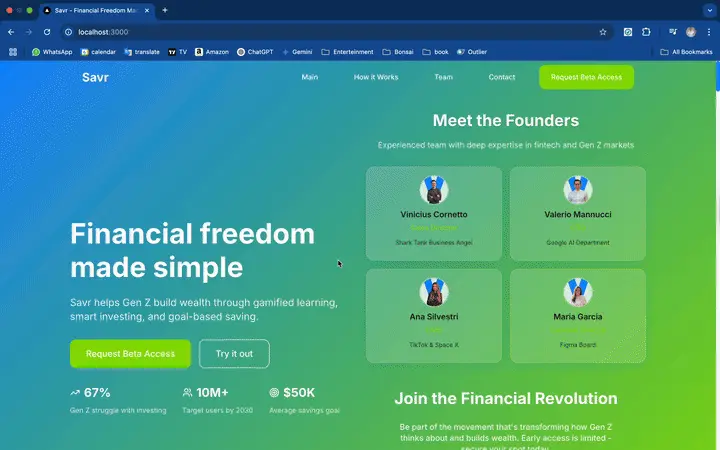 Savr - Financial Freedom Ma
localhost:3000
WhatsApp
calendar
translate
TV
Amazon
ChatGPT
Gemini
Enterteinment
Bonsai
book
Outlier
All Bookmarks
Savr
Main
How it Works
Team
Contact
Request Beta Access
Financial freedom
made simple
Savr helps Gen Z build wealth through gamified learning,
smart investing, and goal-based saving.
Request Beta Access
Try it out
67%
Gen Z struggle with investing
10M+
Target users by 2030
$50K
Average savings goal
Meet the Founders
Experienced team with deep expertise in fintech and Gen Z markets
Vinicius Cornetto
Shark Tank Business Angel
Valerio Mannucci
Google AI Department
Ana Silvestri
TikTok & Space X
Maria Garcia
Figma Board
Join the Financial Revolution
Be part of the movement that's transforming how Gen Z
thinks about and builds wealth. Early access is limited -
secure your spot today.